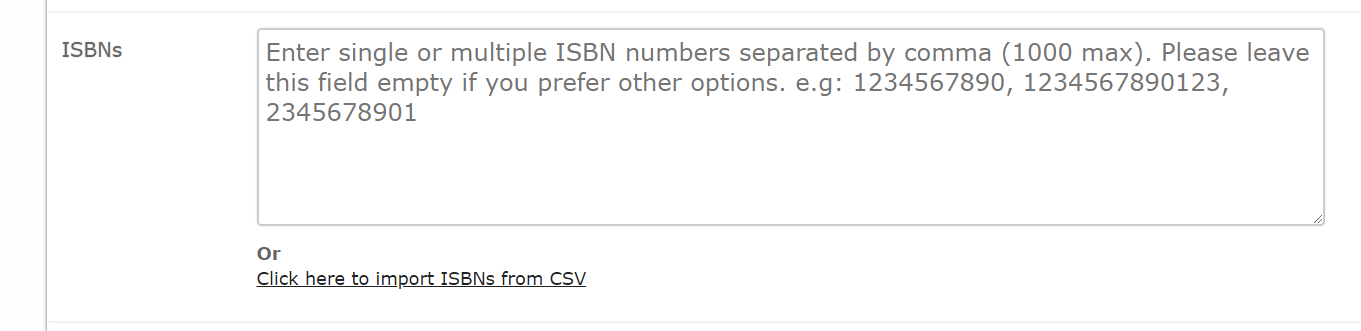 ISBNs
Enter single or multiple ISBN numbers separated by comma (1000 max). Please leave
this field empty if you prefer other options. e.g: 1234567890, 1234567890123,
2345678901
Or
Click here to import ISBNs from CSV